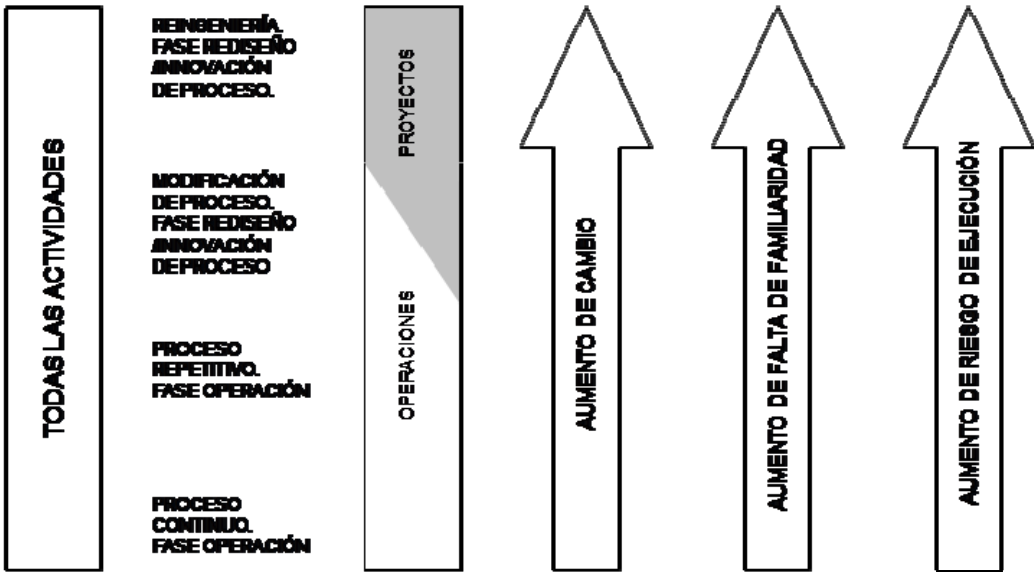 TODAS LAS ACTIVIDADES
REINGENIERÍA.
FASE REDISEÑO
/INNOVACIÓN
DE PROCESO.
MODIFICACIÓN
DE PROCESO.
FASE REDISEÑO
/INNOVACIÓN
DE PROCESO
PROCESO
REPETITIVO.
FASE OPERACIÓN
PROCESO
CONTINUO.
FASE OPERACIÓN
PROYECTOS
OPERACIONES
AUMENTO DE CAMBIO
AUMENTO DE FALTA DE FAMILIARIDAD
AUMENTO DE RIESGO DE EJECUCIÓN